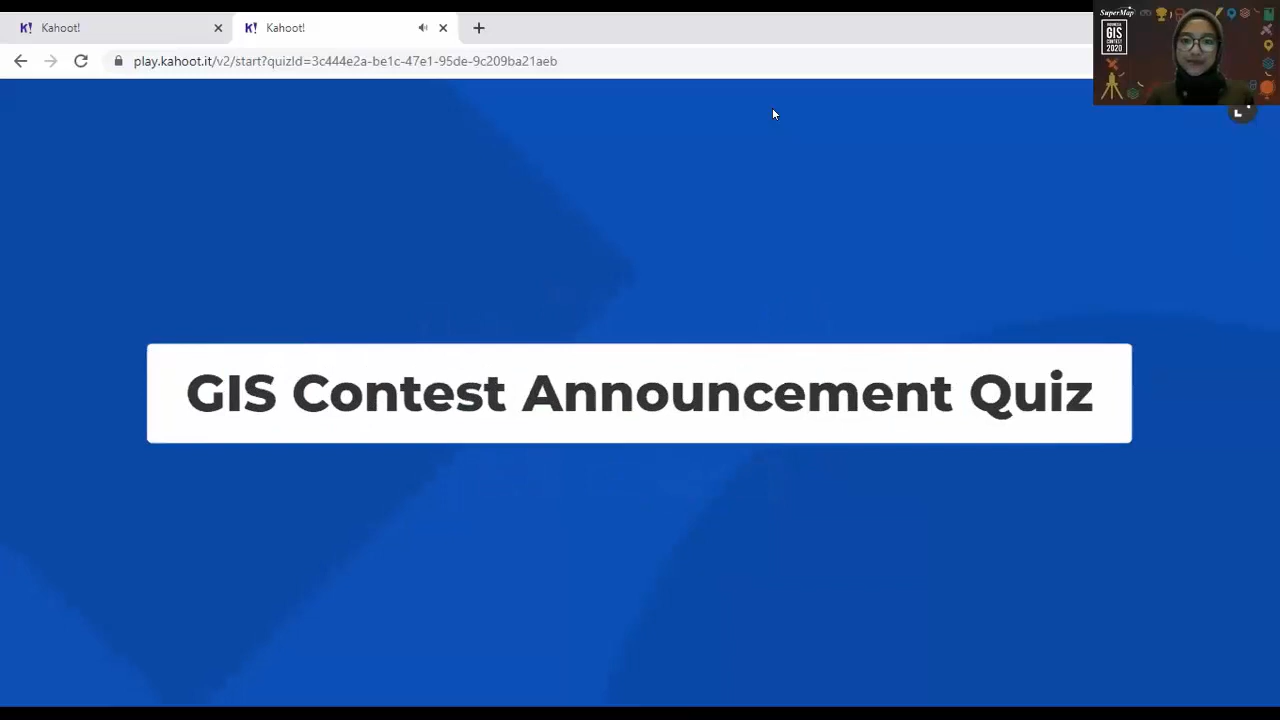 Kahoot!
Kahoot!
play.kahoot.it/v2/start?quizId=3c444e2a-be1c-47e1-95de-9c209ba21aeb
SuperMap
GIS
CONTEST
2020
GIS Contest Announcement Quiz